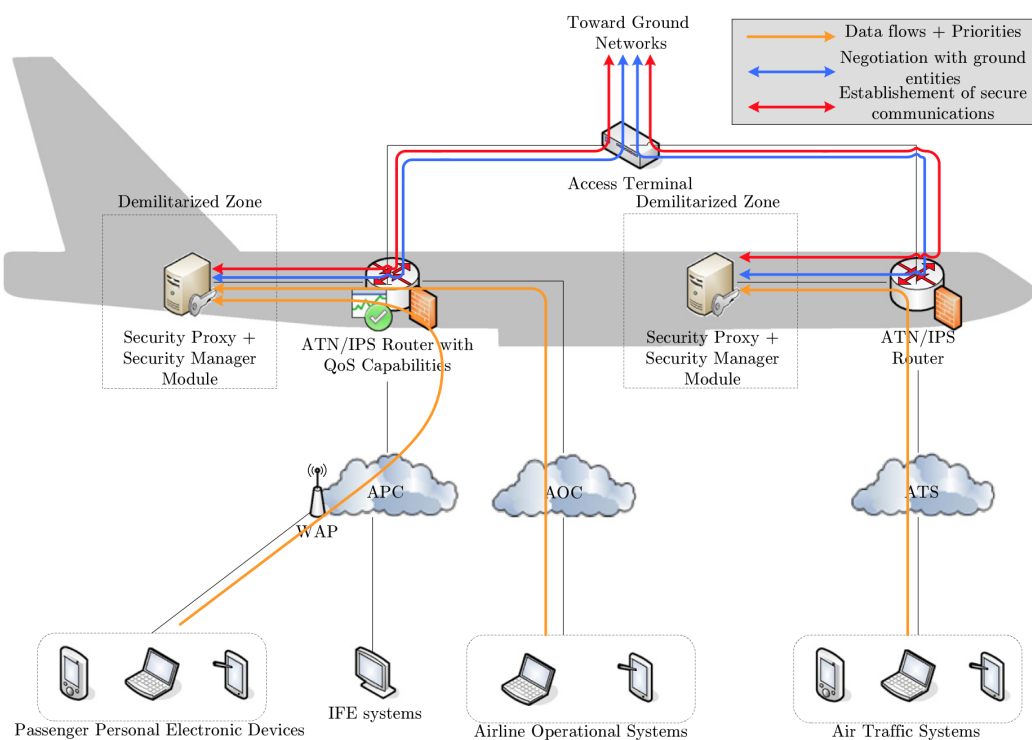 Toward Ground
Networks
Data flows + Priorities
Negotiation with ground
entities
Establishement of secure
communications
Access Terminal
Demilitarized Zone
Demilitarized Zone
Security Proxy +
Security Manager
Module
ATN/IPS Router with
QoS Capabilities
Security Proxy +
Security Manager
Module
ATN/IPS
Router
APC
AOC
ATS
WAP
IFE systems
Passenger Personal Electronic Devices
Airline Operational Systems
Air Traffic Systems